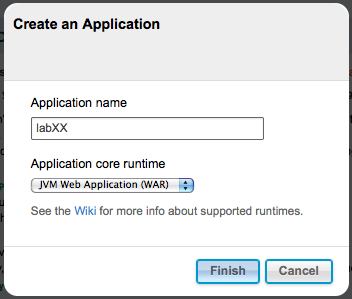 Create an Application
Application name
labXX
Application core runtime
JVM Web Application (WAR)
See the Wiki for more info about supported runtimes.
Finish Cancel